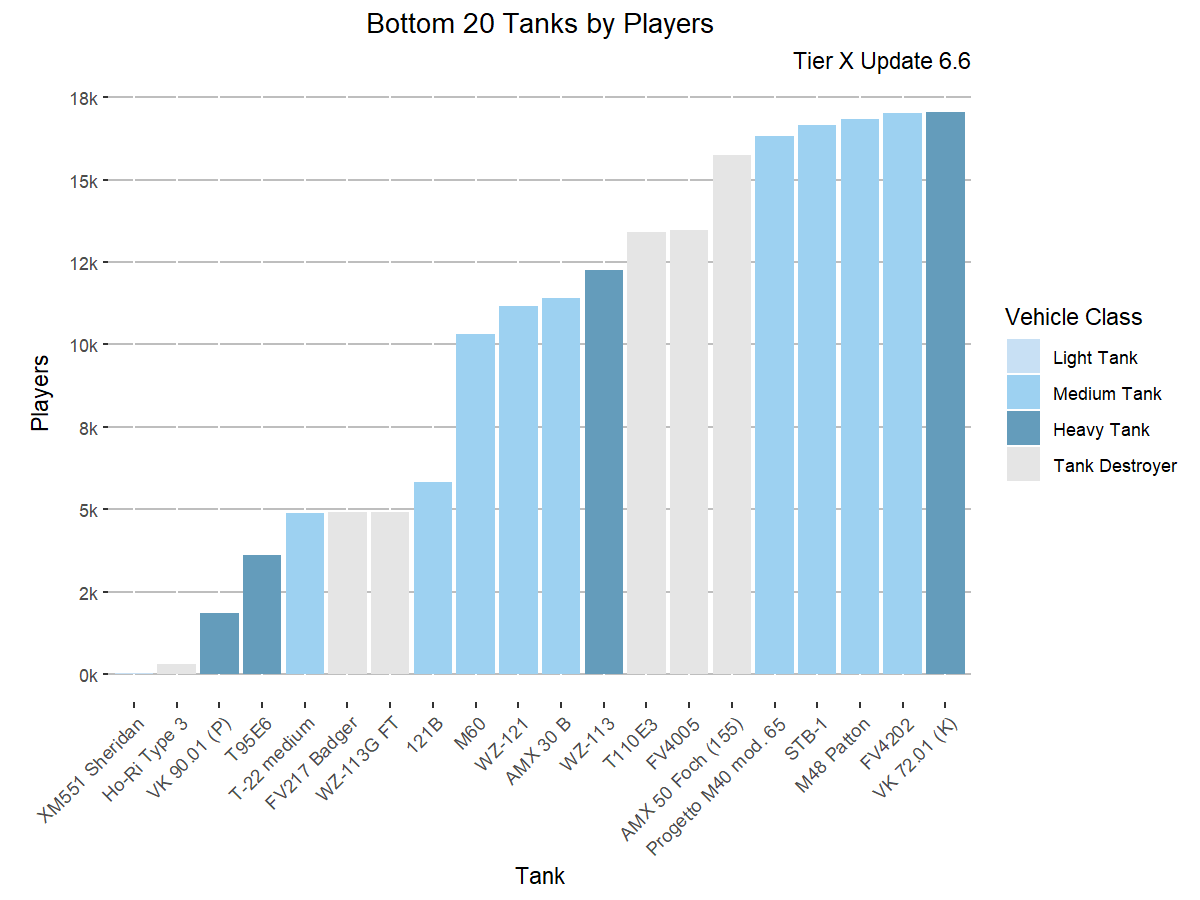 Bottom 20 Tanks by Players
Tier X Update 6.6
18k
15k
12k
10k
8k
5k
2k
0k
Players
XM551 Sheridan
Ho-Ri Type 3
VK 90.01 (P)
T95E6
T-22 medium
FV217 Badger
WZ-113G FT
121B
M60
WZ-121
AMX 30 B
WZ-113
T110E3
FV4005
AMX 50 Foch (155)
Progetto M40 mod. 65
STB-1
M48 Patton
FV4202
VK 72.01 (K)
Tank
Vehicle Class
Light Tank
Medium Tank
Heavy Tank
Tank Destroyer